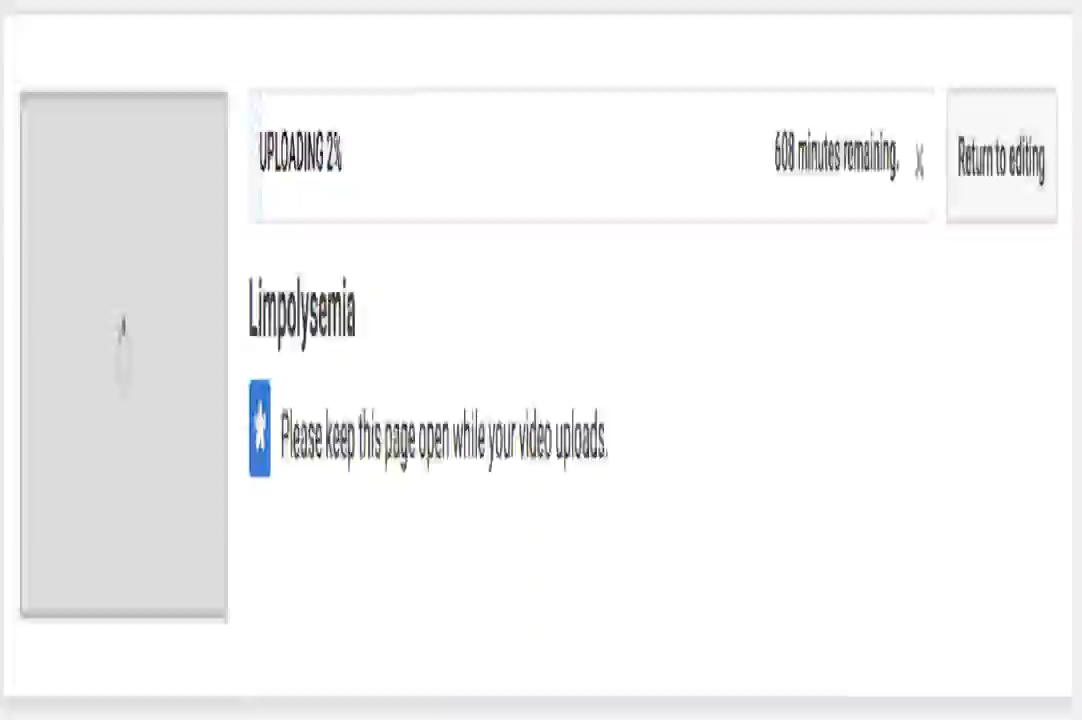 UPLOADING 2%
608 minutes remaining.
x
Return to editing
Limpolysemia
Please keep this page open while your video uploads.